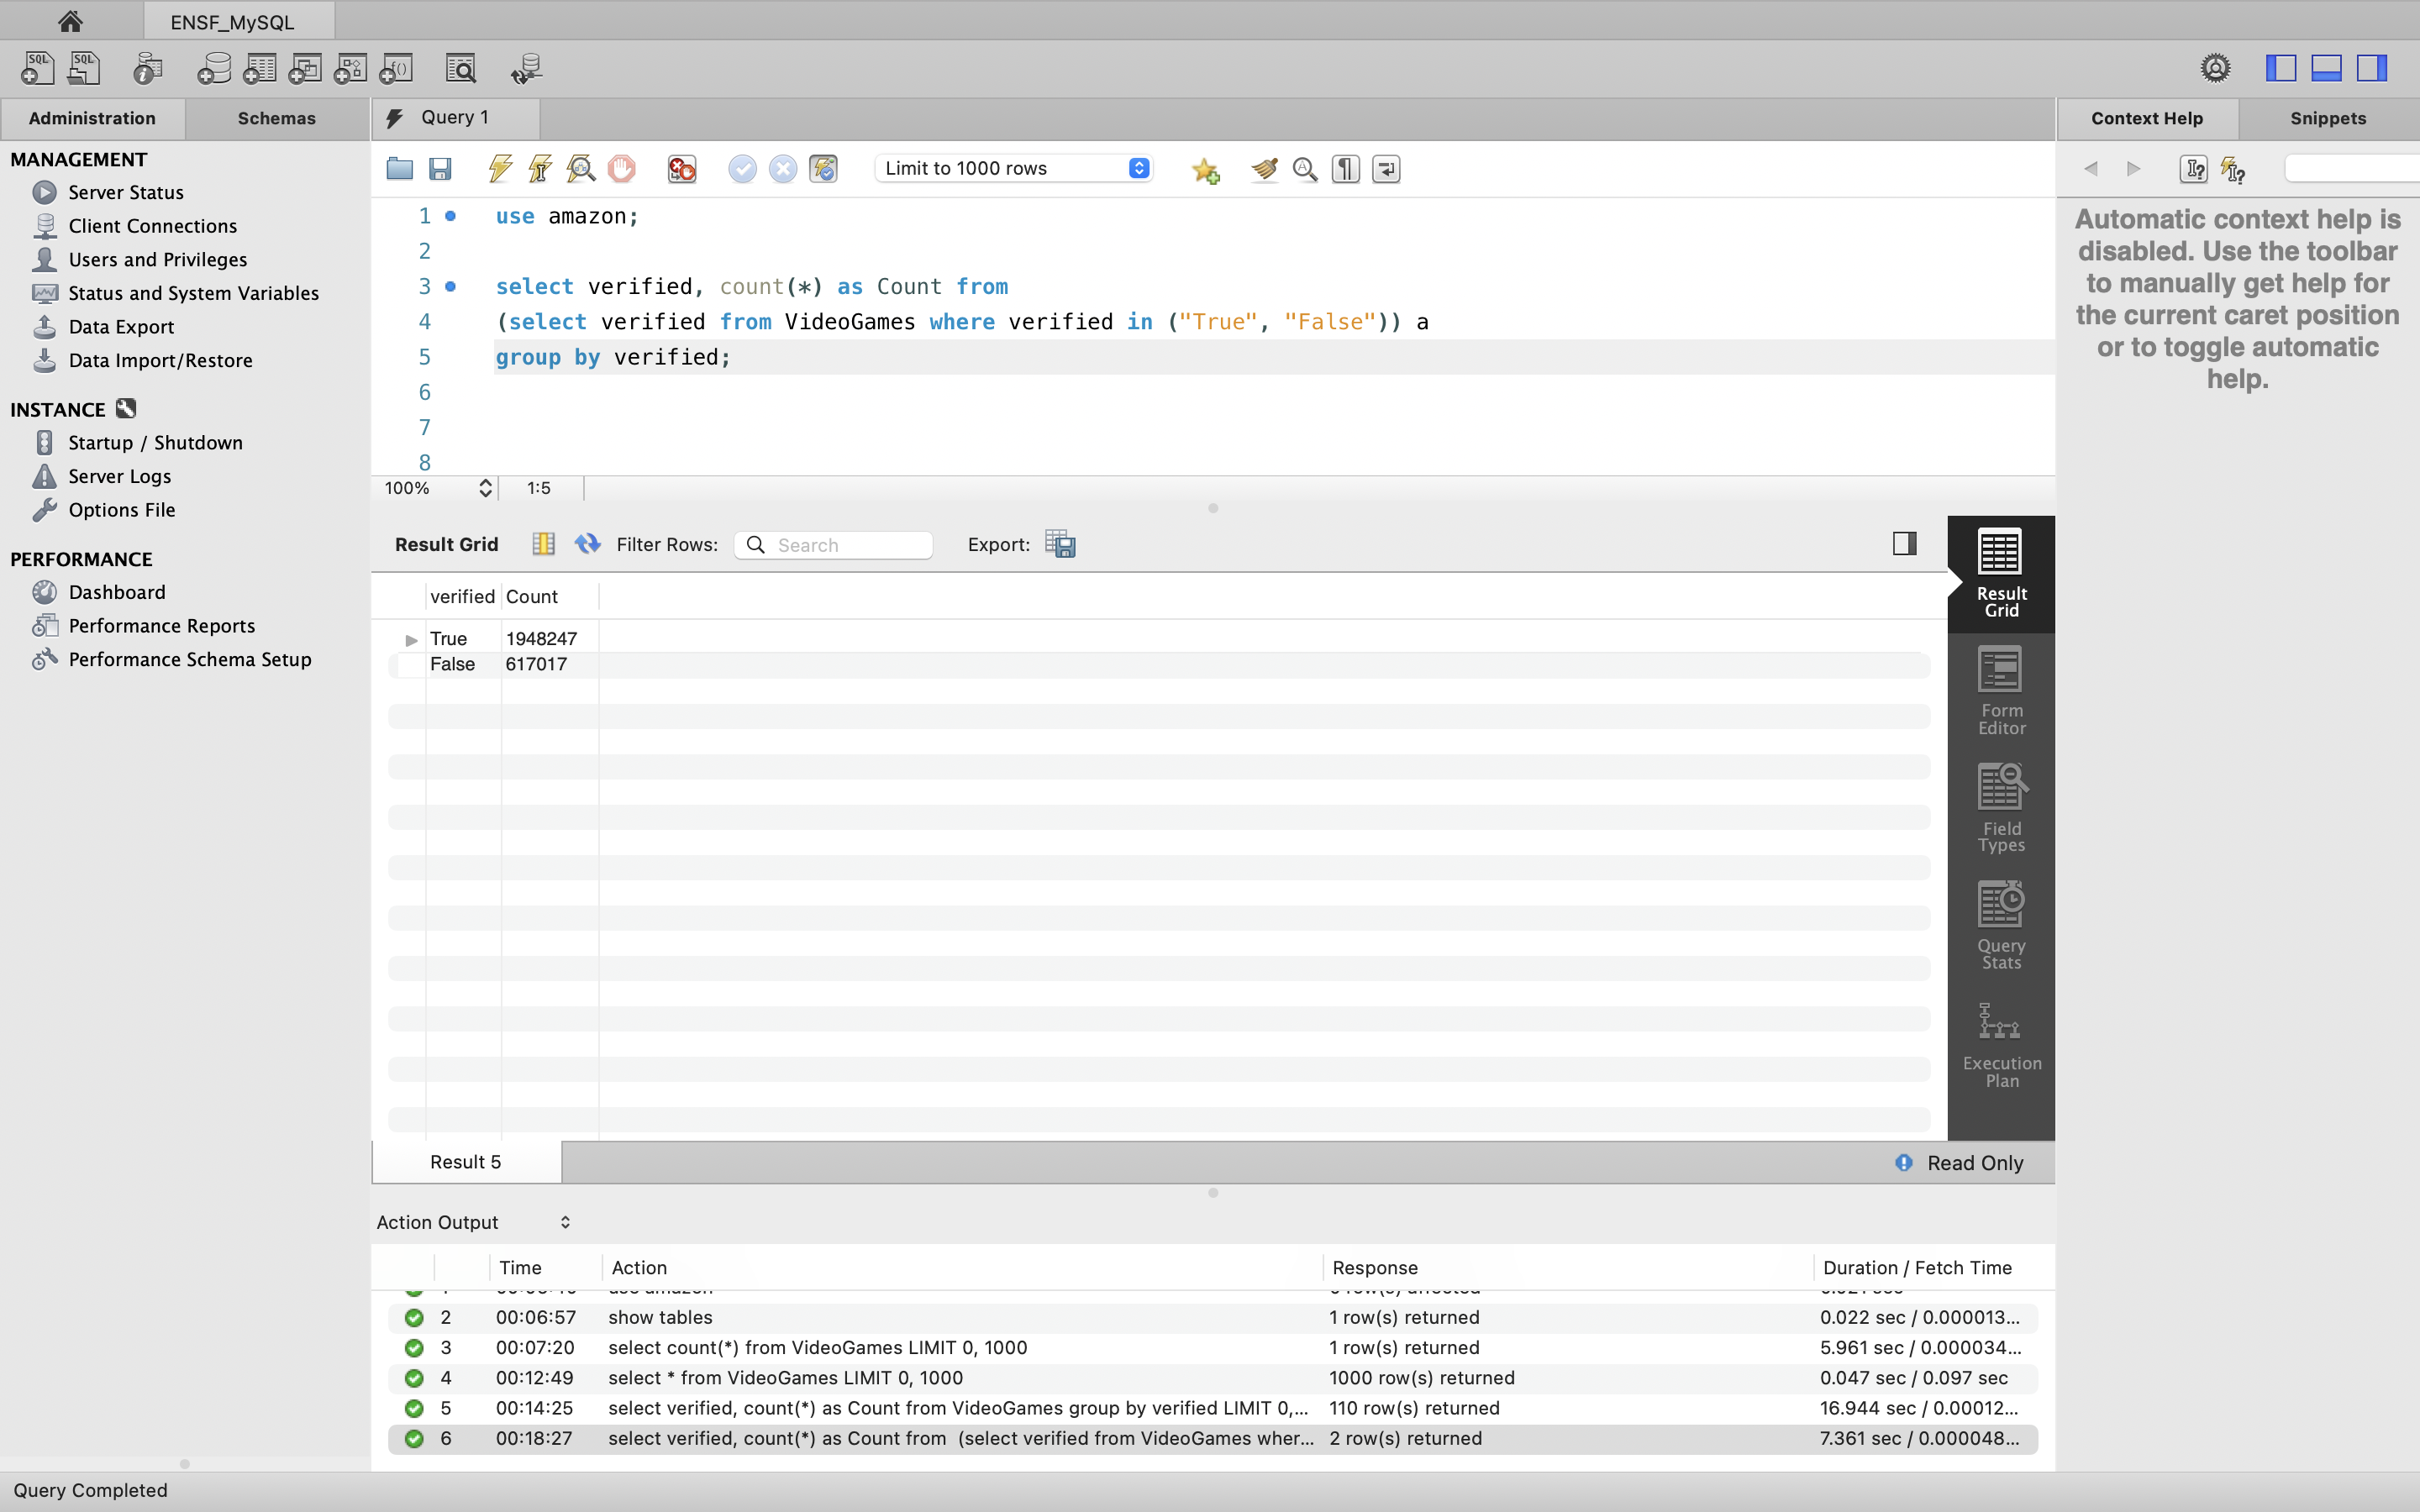 ENSF_MySQL
SQL SQL
Administration
Schemas
Query 1
Context Help
Snippets
MANAGEMENT
Server Status
Client Connections
Users and Privileges
Status and System Variables
Data Export
Data Import/Restore
INSTANCE
Startup / Shutdown
Server Logs
Options File
PERFORMANCE
Dashboard
Performance Reports
Performance Schema Setup
Limit to 1000 rows
1 use amazon;
2
3 select verified, count(*) as Count from
4 (select verified from VideoGames where verified in ("True", "False")) a
5 group by verified;
6
7
8
100% 1:5
Automatic context help is
disabled. Use the toolbar
to manually get help for
the current caret position
or to toggle automatic
help.
Result Grid Filter Rows: Search Export:
verified Count
True 1948247
False 617017
Result
Grid
Form
Editor
Field
Types
Query
Stats
Execution
Plan
Result 5
Read Only
Action Output
Time Action Response Duration / Fetch Time
2 00:06:57 show tables 1 row(s) returned 0.022 sec / 0.000013...
3 00:07:20 select count(*) from VideoGames LIMIT 0, 1000 1 row(s) returned 5.961 sec / 0.000034...
4 00:12:49 select * from VideoGames LIMIT 0, 1000 1000 row(s) returned 0.047 sec / 0.097 sec
5 00:14:25 select verified, count(*) as Count from VideoGames group by verified LIMIT 0,... 110 row(s) returned 16.944 sec / 0.00012...
6 00:18:27 select verified, count(*) as Count from (select verified from VideoGames wher... 2 row(s) returned 7.361 sec / 0.000048...
Query Completed